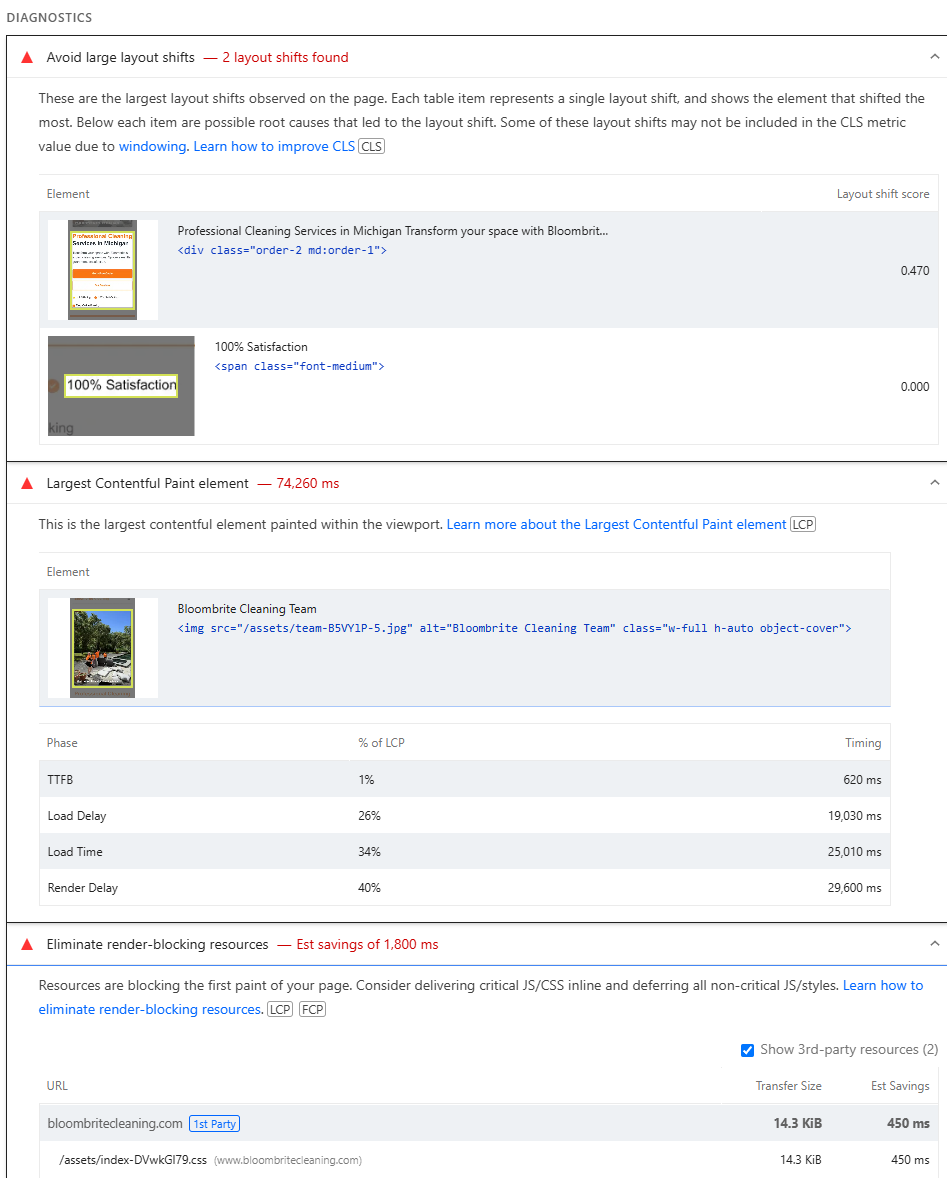 DIAGNOSTICS
Avoid large layout shifts — 2 layout shifts found
These are the largest layout shifts observed on the page. Each table item represents a single layout shift, and shows the element that shifted the
most. Below each item are possible root causes that led to the layout shift. Some of these layout shifts may not be included in the CLS metric
value due to windowing. Learn how to improve CLS CLS
Element Layout shift score
Professional Cleaning
Services in Michigan
Professional Cleaning Services in Michigan Transform your space with Bloombrit...
<div class="order-2 md:order-1">
0.470
100% Satisfaction
king
100% Satisfaction
<span class="font-medium">
0.000
Largest Contentful Paint element — 74,260 ms
This is the largest contentful element painted within the viewport. Learn more about the Largest Contentful Paint element LCP
Element
Bloombrite Cleaning Team
<img src="/assets/team-B5VYlP-5.jpg" alt="Bloombrite Cleaning Team" class="w-full h-auto object-cover">
Phase % of LCP Timing
TTFB 1% 620 ms
Load Delay 26% 19,030 ms
Load Time 34% 25,010 ms
Render Delay 40% 29,600 ms
Eliminate render-blocking resources — Est savings of 1,800 ms
Resources are blocking the first paint of your page. Consider delivering critical JS/CSS inline and deferring all non-critical JS/styles. Learn how to
eliminate render-blocking resources. LCP FCP
Show 3rd-party resources (2)
URL Transfer Size Est Savings
bloombritecleaning.com 1st Party 14.3 KiB 450 ms
/assets/index-DVwkGl79.css (www.bloombritecleaning.com) 14.3 KiB 450 ms